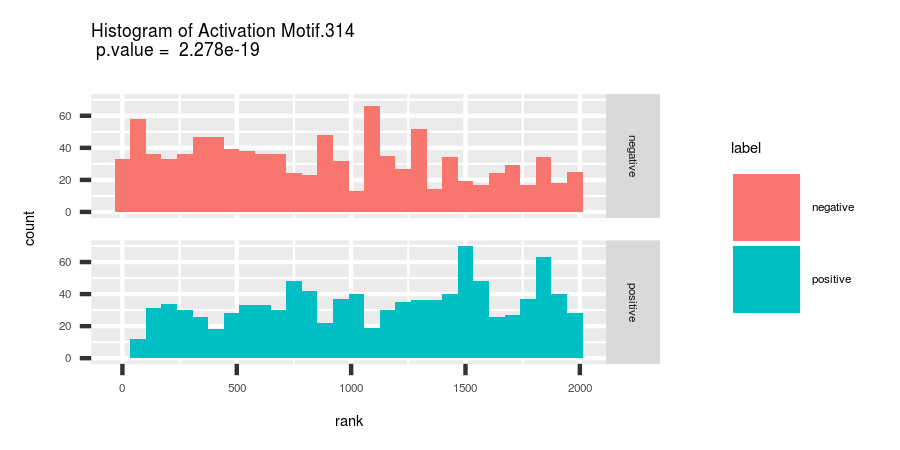 Histogram of Activation Motif.314
p.value = 2.278e-19
60
40
20
0
negative
60
40
20
0
positive
0 500 1000 1500 2000
rank
count
label
negative
positive